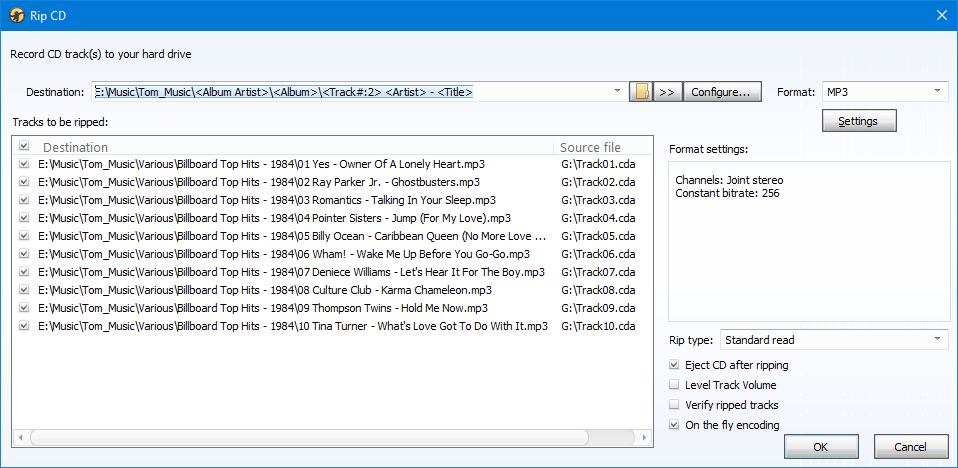 Rip CD
Record CD track(s) to your hard drive
Destination: E:\Music\Tom_Music\<Album Artist>\<Album>\<Track#:2> <Artist> - <Title> >> Configure... Format: MP3
Settings
Tracks to be ripped:
Destination Source file
E:\Music\Tom_Music\Various\Billboard Top Hits - 1984\01 Yes - Owner Of A Lonely Heart.mp3 G:\Track01.cda
E:\Music\Tom_Music\Various\Billboard Top Hits - 1984\02 Ray Parker Jr. - Ghostbusters.mp3 G:\Track02.cda
E:\Music\Tom_Music\Various\Billboard Top Hits - 1984\03 Romantics - Talking In Your Sleep.mp3 G:\Track03.cda
E:\Music\Tom_Music\Various\Billboard Top Hits - 1984\04 Pointer Sisters - Jump (For My Love).mp3 G:\Track04.cda
E:\Music\Tom_Music\Various\Billboard Top Hits - 1984\05 Billy Ocean - Caribbean Queen (No More Love ... G:\Track05.cda
E:\Music\Tom_Music\Various\Billboard Top Hits - 1984\06 Wham! - Wake Me Up Before You Go-Go.mp3 G:\Track06.cda
E:\Music\Tom_Music\Various\Billboard Top Hits - 1984\07 Deniece Williams - Let's Hear It For The Boy.mp3 G:\Track07.cda
E:\Music\Tom_Music\Various\Billboard Top Hits - 1984\08 Culture Club - Karma Chameleon.mp3 G:\Track08.cda
E:\Music\Tom_Music\Various\Billboard Top Hits - 1984\09 Thompson Twins - Hold Me Now.mp3 G:\Track09.cda
E:\Music\Tom_Music\Various\Billboard Top Hits - 1984\10 Tina Turner - What's Love Got To Do With It.mp3 G:\Track10.cda
Format settings:
Channels: Joint stereo
Constant bitrate: 256
Rip type: Standard read
Eject CD after ripping
Level Track Volume
Verify ripped tracks
On the fly encoding
OK Cancel